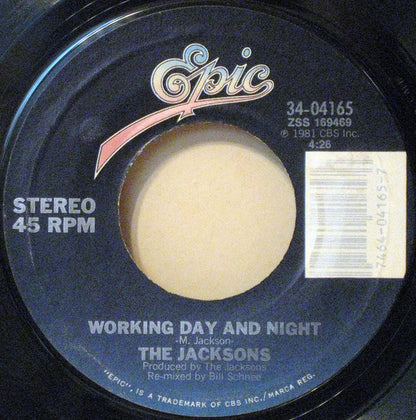 Epic
34-04165
ZSS 169469
℗ 1981 CBS Inc.
4:26
STEREO
45 RPM
7464-04165-7
WORKING DAY AND NIGHT
-M. Jackson-
THE JACKSONS
Produced by The Jacksons
Re-mixed by Bill Schnee
"EPIC", IS A TRADEMARK OF CBS INC./MARCA REG.